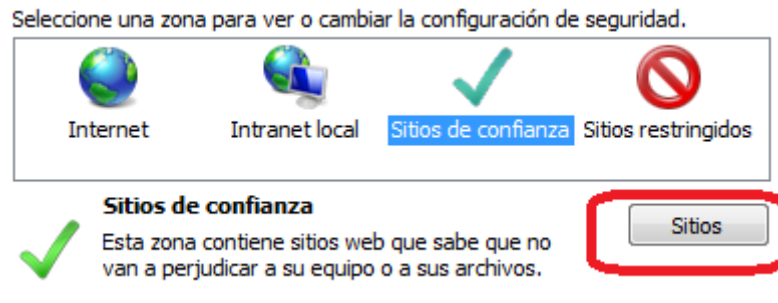 Seleccione una zona para ver o cambiar la configuración de seguridad.
Internet
Intranet local
Sitios de confianza
Sitios restringidos
Sitios de confianza
Sitios
Esta zona contiene sitios web que sabe que no
van a perjudicar a su equipo o a sus archivos.